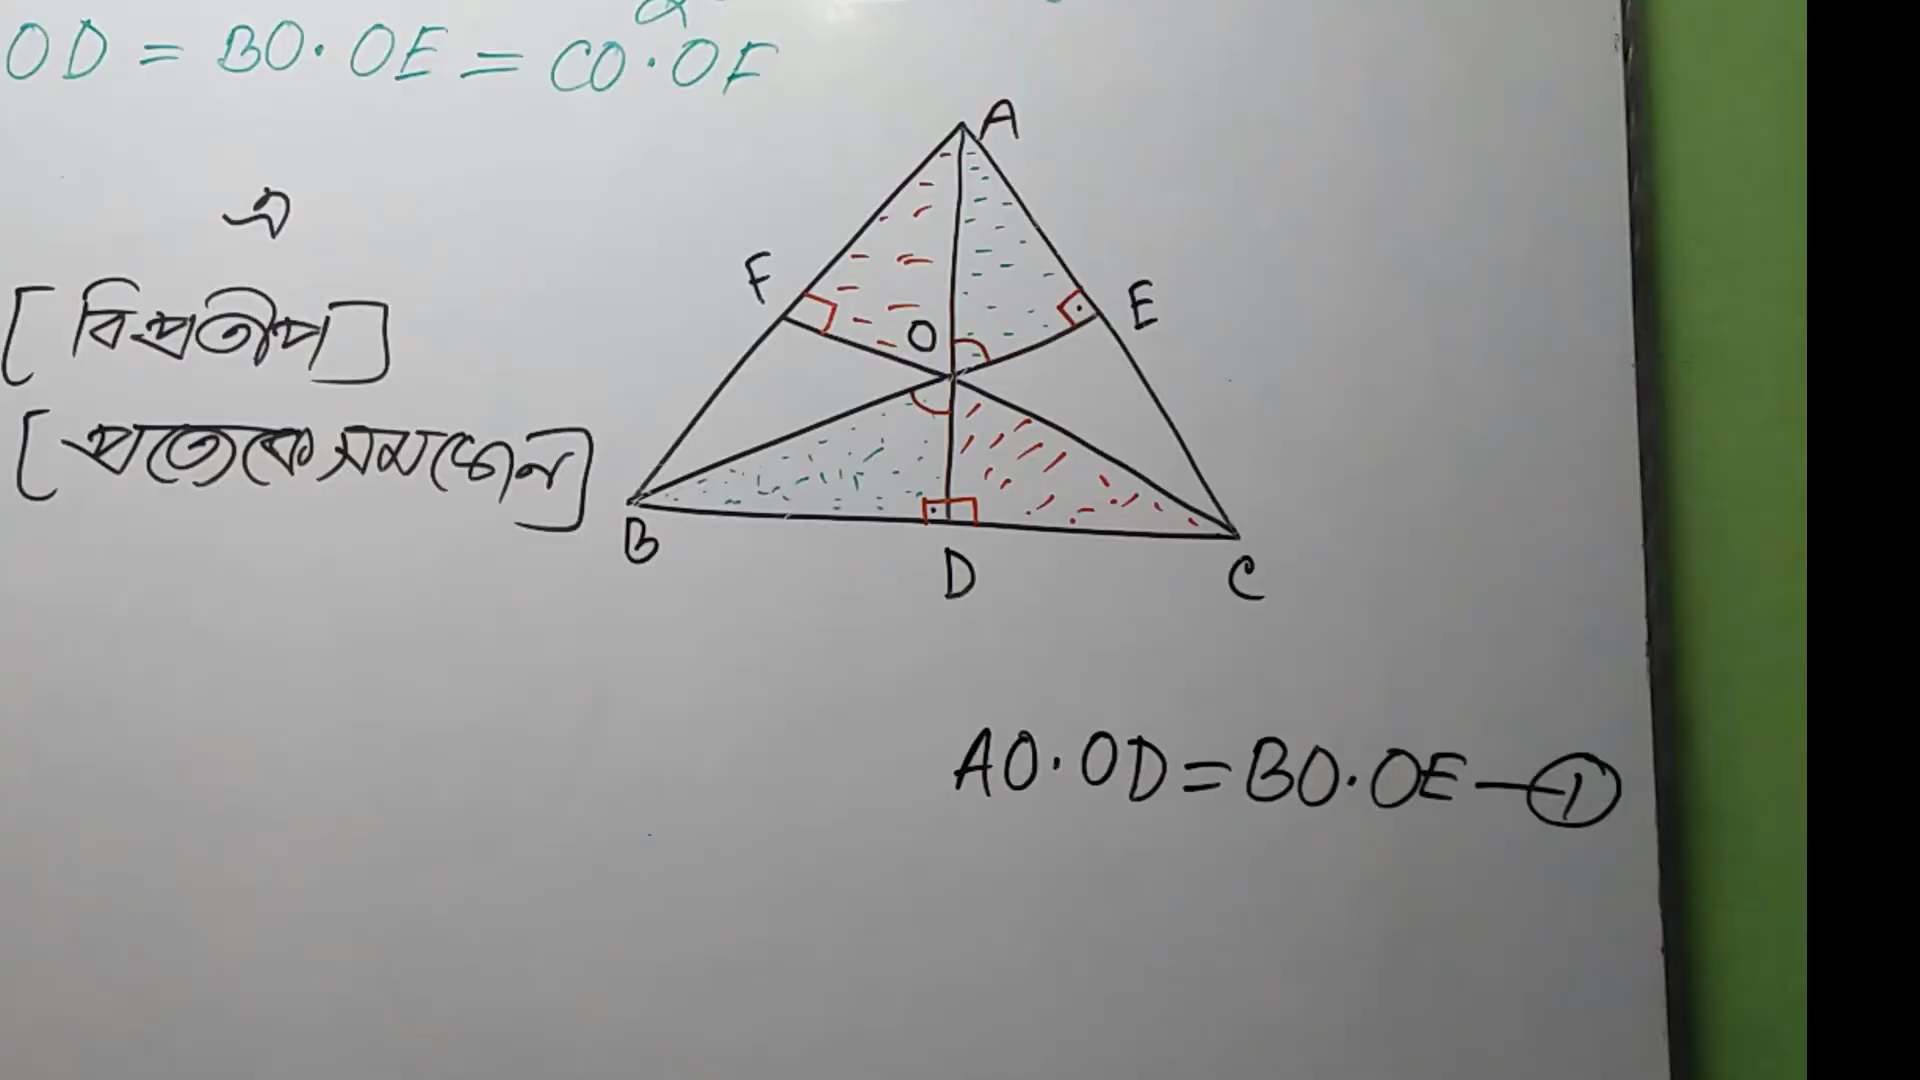 OD = BO·OE = CO·OF
A
এ
F
E
[বিপ্রতীপ]
O
[প্রত্যেকে সমকোণ]
B
D
C
AO·OD = BO·OE — ①